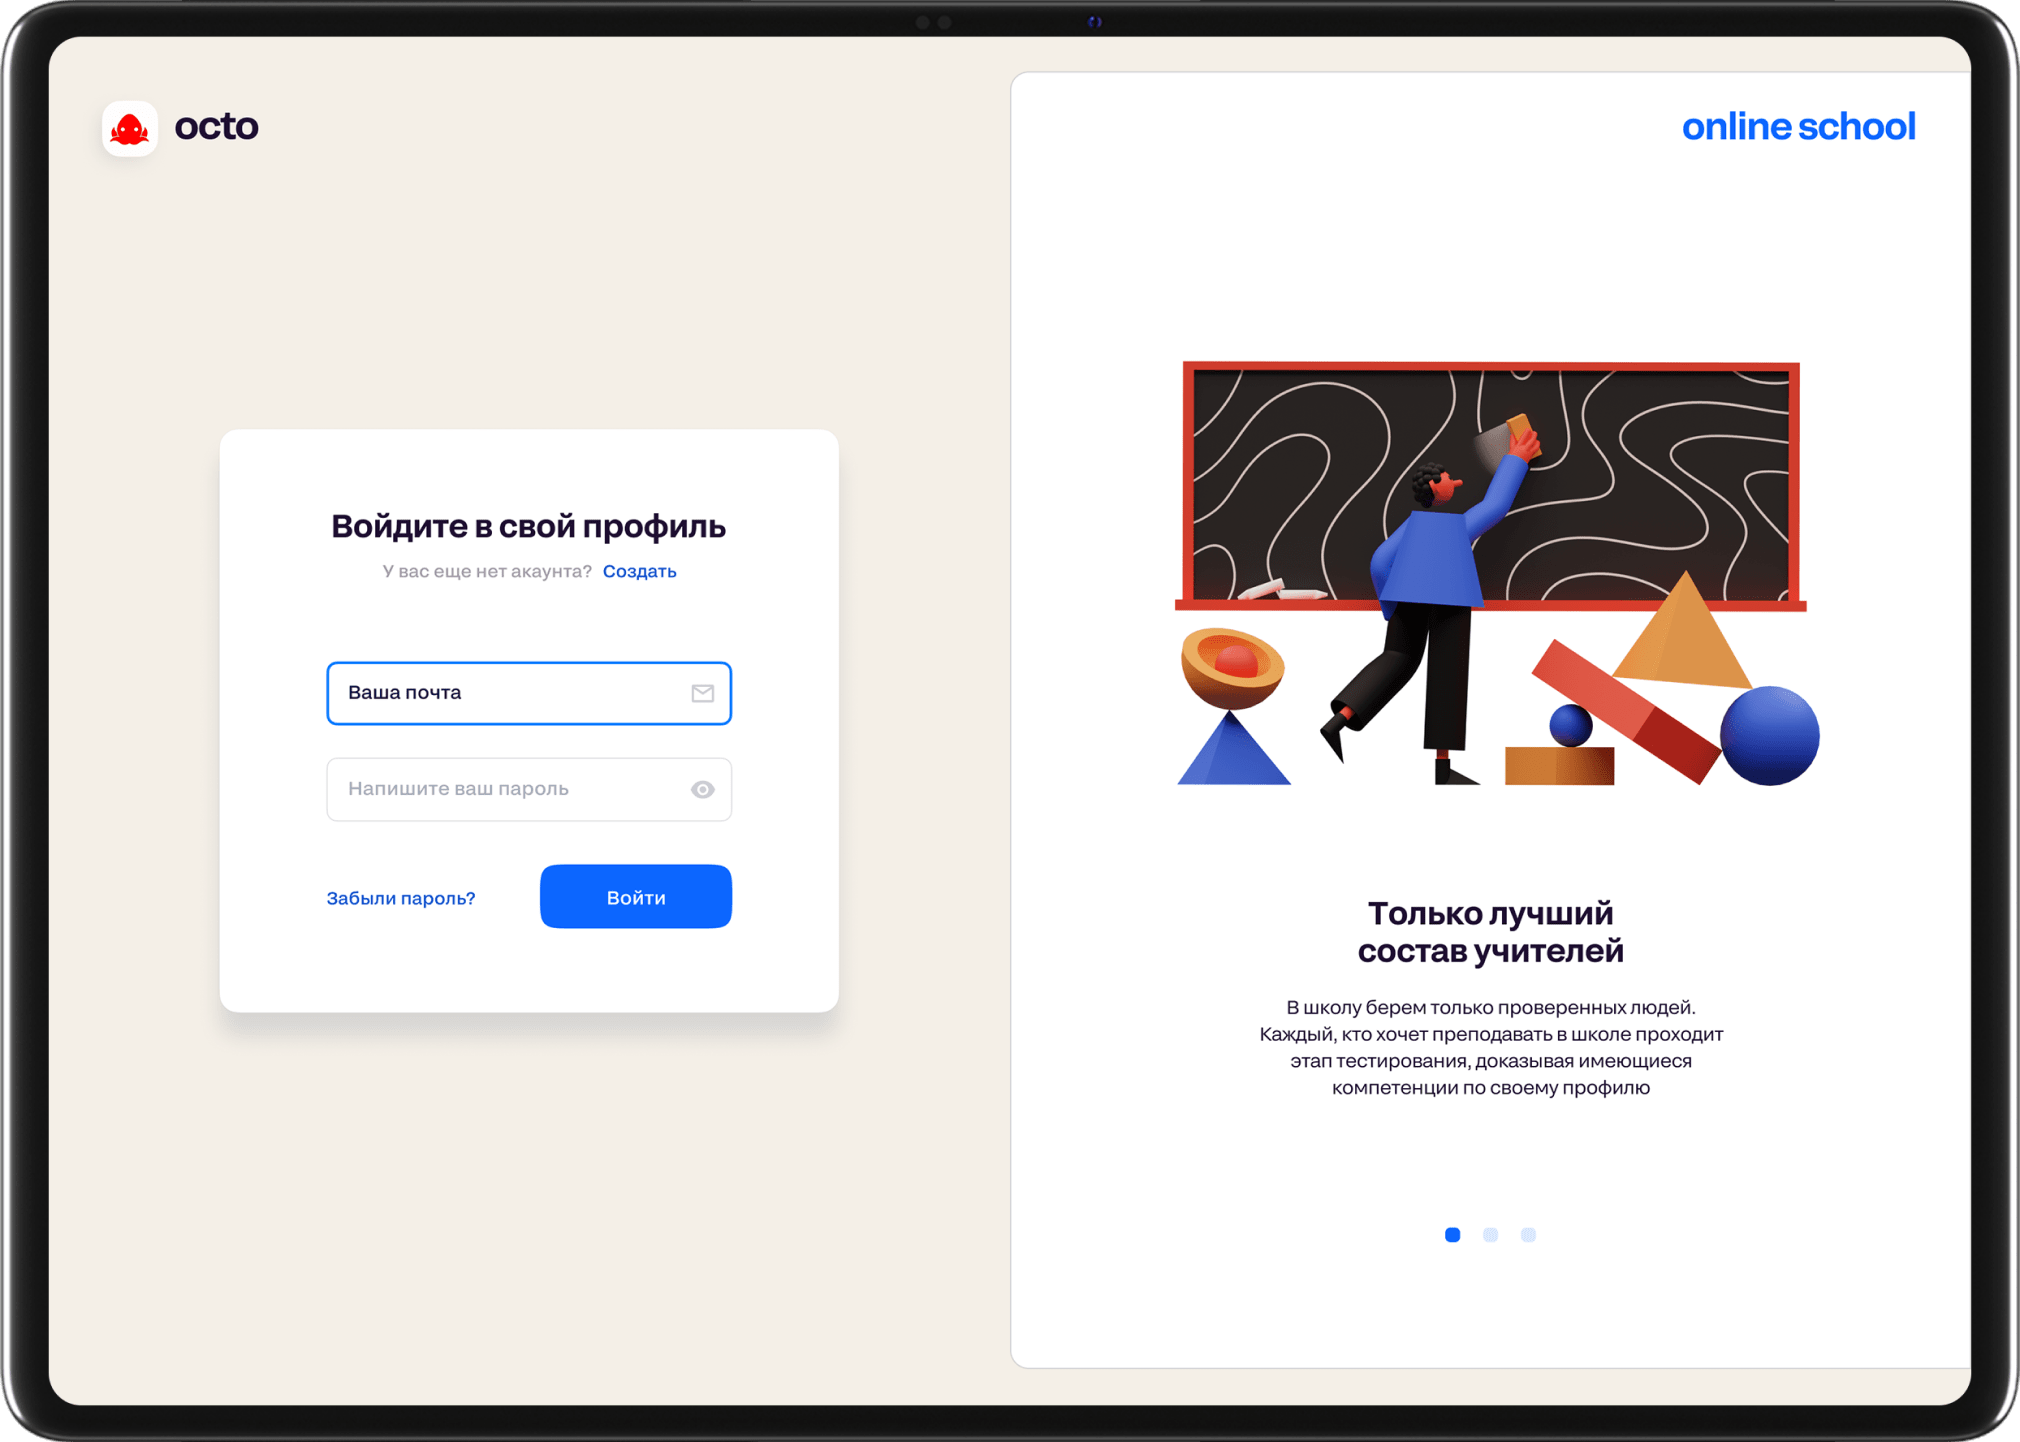 octo
Войдите в свой профиль
У вас еще нет акаунта? Создать
Ваша почта
Напишите ваш пароль
Забыли пароль?
Войти
online school
Только лучший
состав учителей
В школу берем только проверенных людей.
Каждый, кто хочет преподавать в школе проходит
этап тестирования, доказывая имеющиеся
компетенции по своему профилю